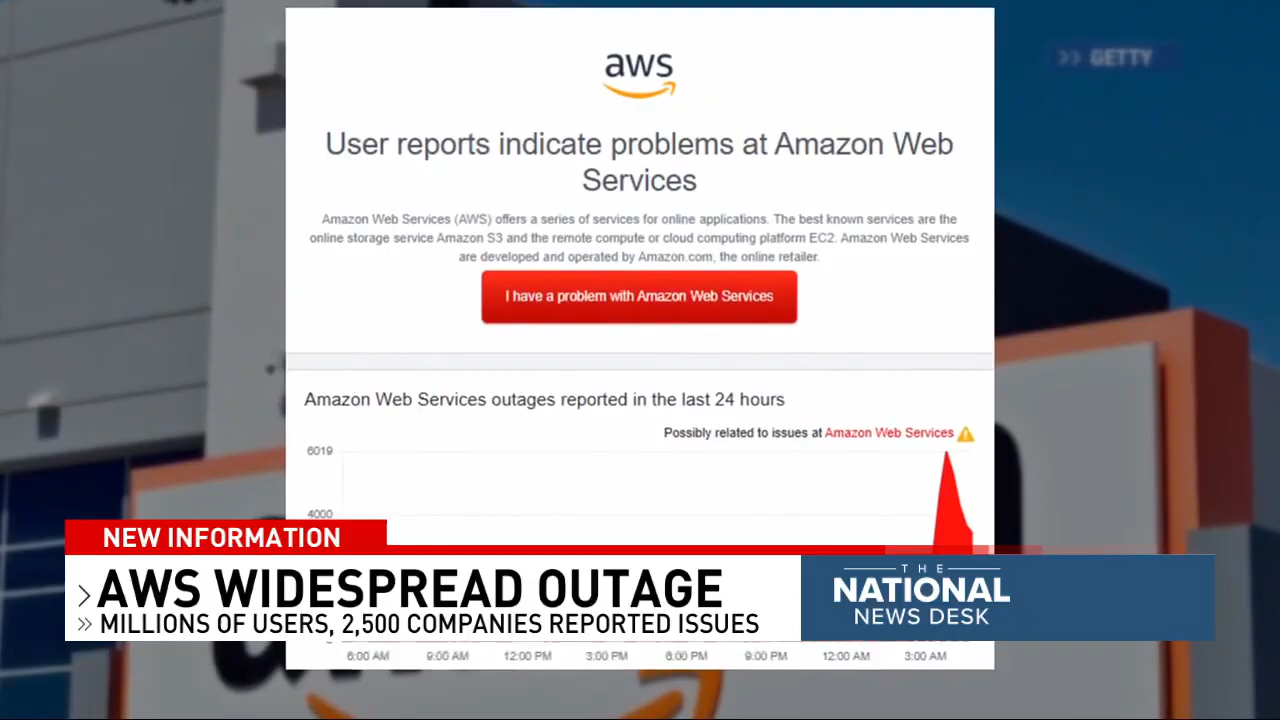 >> GETTY
aws
User reports indicate problems at Amazon Web
Services
Amazon Web Services (AWS) offers a series of services for online applications. The best known services are the
online storage service Amazon S3 and the remote compute or cloud computing platform EC2. Amazon Web Services
are developed and operated by Amazon.com, the online retailer.
I have a problem with Amazon Web Services
Amazon Web Services outages reported in the last 24 hours
Possibly related to issues at Amazon Web Services
6019
4000
NEW INFORMATION
> AWS WIDESPREAD OUTAGE
>> MILLIONS OF USERS, 2,500 COMPANIES REPORTED ISSUES
THE
NATIONAL
NEWS DESK
6:00 AM 9:00 AM 12:00 PM 3:00 PM 6:00 PM 9:00 PM 12:00 AM 3:00 AM